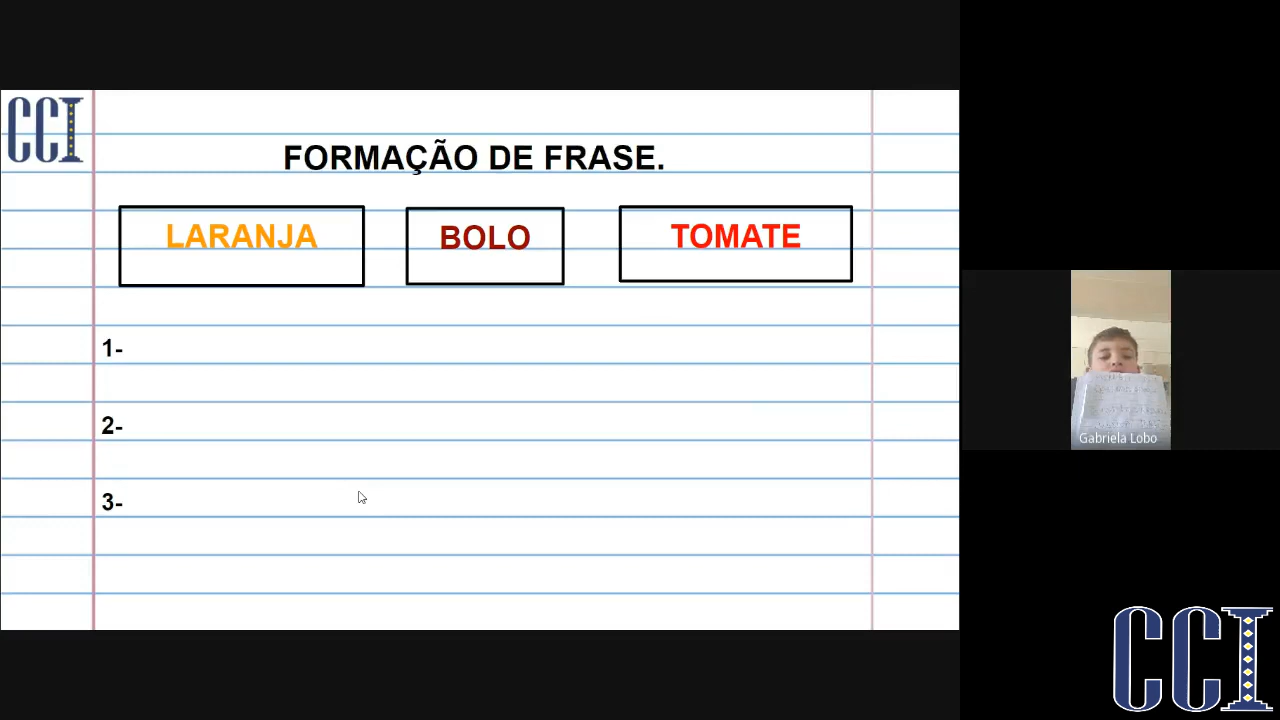 CCI
FORMAÇÃO DE FRASE.
LARANJA BOLO TOMATE
1-
2-
3-
Gabriela Lobo
CCI